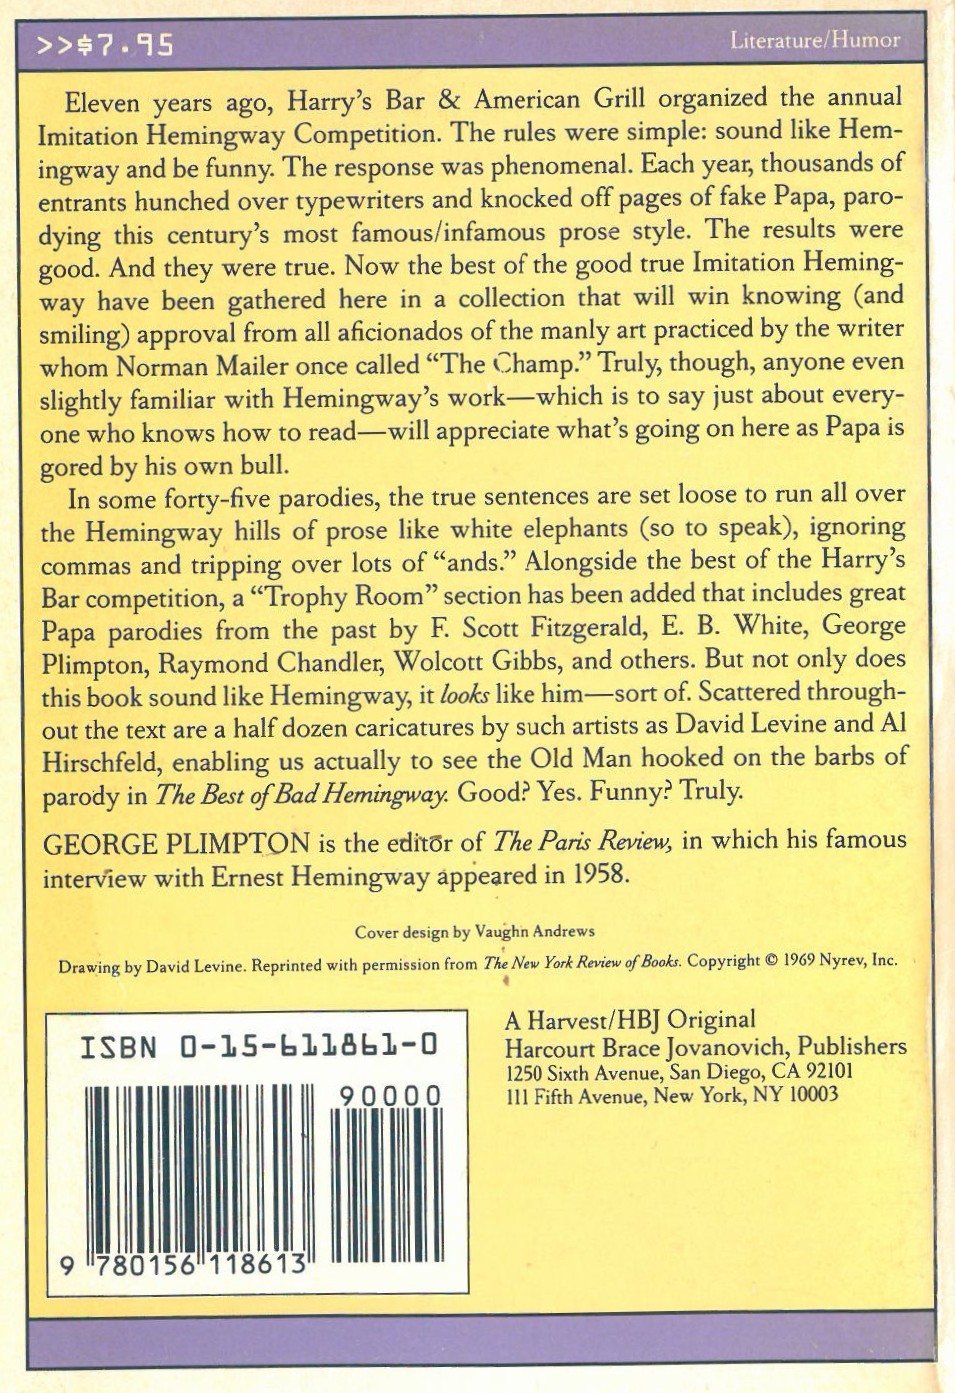 >>$7.95
Literature/Humor
Eleven years ago, Harry's Bar & American Grill organized the annual
Imitation Hemingway Competition. The rules were simple: sound like Hem-
ingway and be funny. The response was phenomenal. Each year, thousands of
entrants hunched over typewriters and knocked off pages of fake Papa, paro-
dying this century's most famous/infamous prose style. The results were
good. And they were true. Now the best of the good true Imitation Heming-
way have been gathered here in a collection that will win knowing (and
smiling) approval from all aficionados of the manly art practiced by the writer
whom Norman Mailer once called “The Champ.” Truly, though, anyone even
slightly familiar with Hemingway's work—which is to say just about every-
one who knows how to read—will appreciate what's going on here as Papa is
gored by his own bull.
In some forty-five parodies, the true sentences are set loose to run all over
the Hemingway hills of prose like white elephants (so to speak), ignoring
commas and tripping over lots of “ands.” Alongside the best of the Harry's
Bar competition, a “Trophy Room” section has been added that includes great
Papa parodies from the past by F. Scott Fitzgerald, E. B. White, George
Plimpton, Raymond Chandler, Wolcott Gibbs, and others. But not only does
this book sound like Hemingway, it looks like him—sort of. Scattered through-
out the text are a half dozen caricatures by such artists as David Levine and Al
Hirschfeld, enabling us actually to see the Old Man hooked on the barbs of
parody in The Best of Bad Hemingway. Good? Yes. Funny? Truly.
GEORGE PLIMPTON is the editor of The Paris Review, in which his famous
interview with Ernest Hemingway appeared in 1958.
Cover design by Vaughn Andrews
Drawing by David Levine. Reprinted with permission from The New York Review of Books. Copyright © 1969 Nyrev, Inc.
ISBN 0-15-611861-0
90000
9 780156 118613
A Harvest/HBJ Original
Harcourt Brace Jovanovich, Publishers
1250 Sixth Avenue, San Diego, CA 92101
111 Fifth Avenue, New York, NY 10003